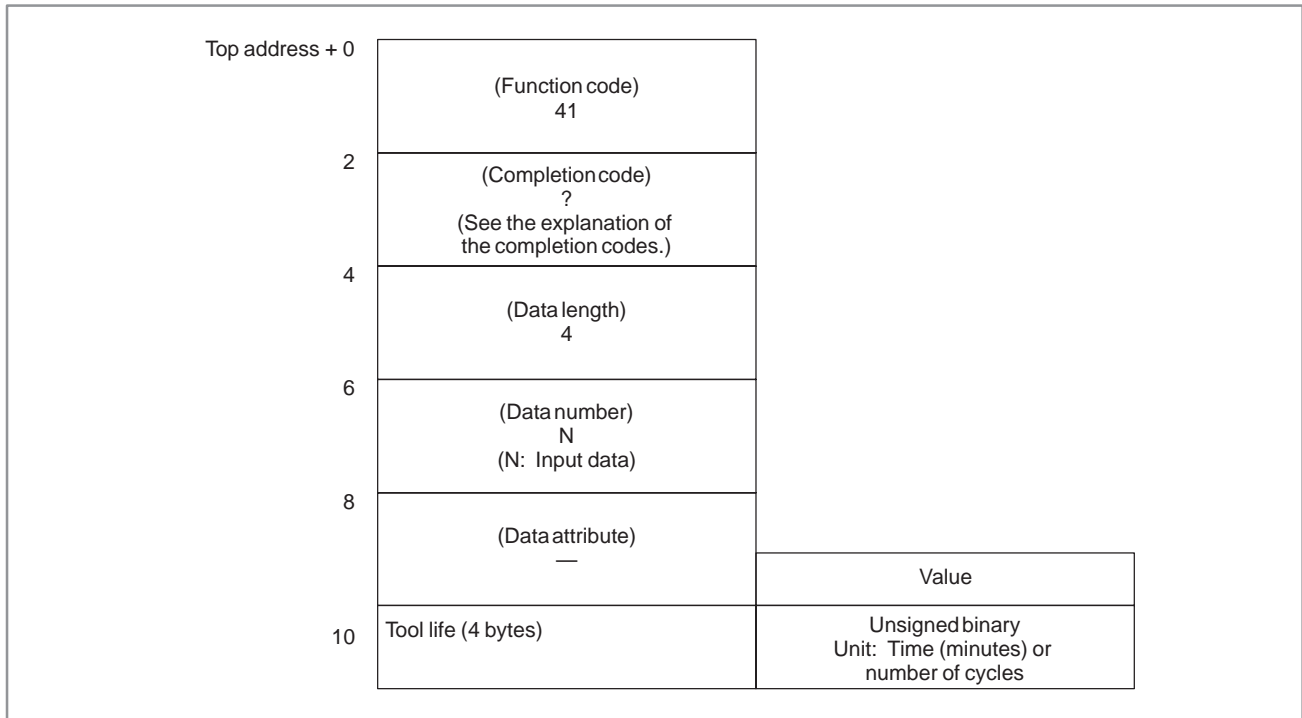 Top address + 0
(Function code)
41
2
(Completion code)
?
(See the explanation of
the completion codes.)
4
(Data length)
4
6
(Data number)
N
(N: Input data)
8
(Data attribute)
—
Value
10
Tool life (4 bytes)
Unsigned binary
Unit: Time (minutes) or
number of cycles